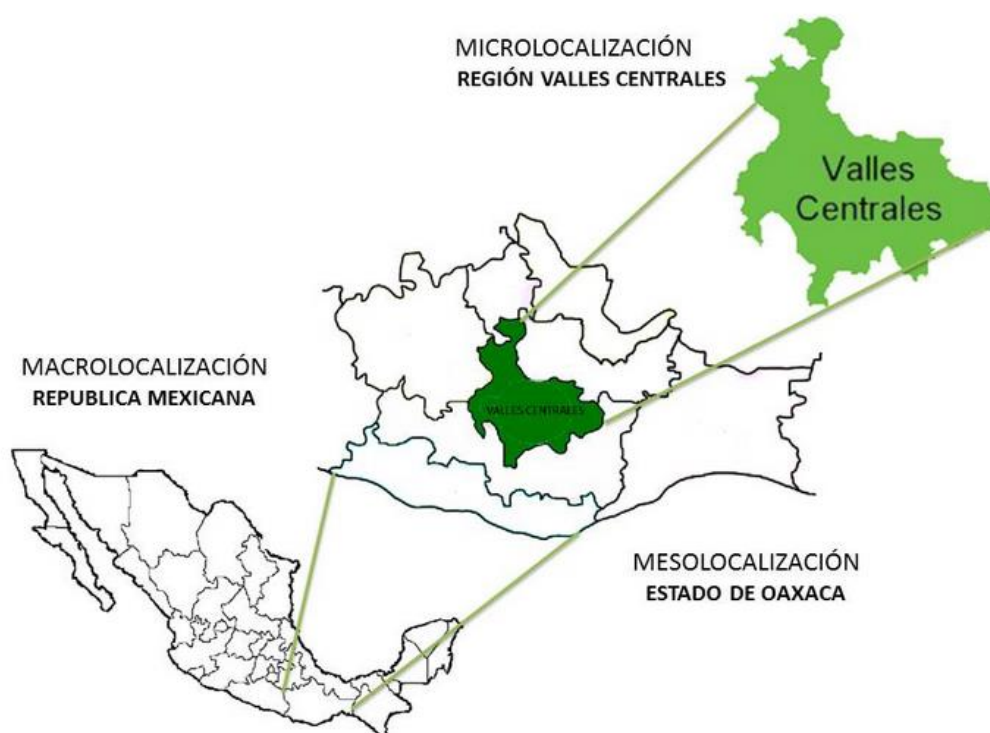 MICROLOCALIZACIÓN
REGIÓN VALLES CENTRALES
Valles
Centrales
MACROLOCALIZACIÓN
REPUBLICA MEXICANA
VALLES CENTRALES
MESOLOCALIZACIÓN
ESTADO DE OAXACA